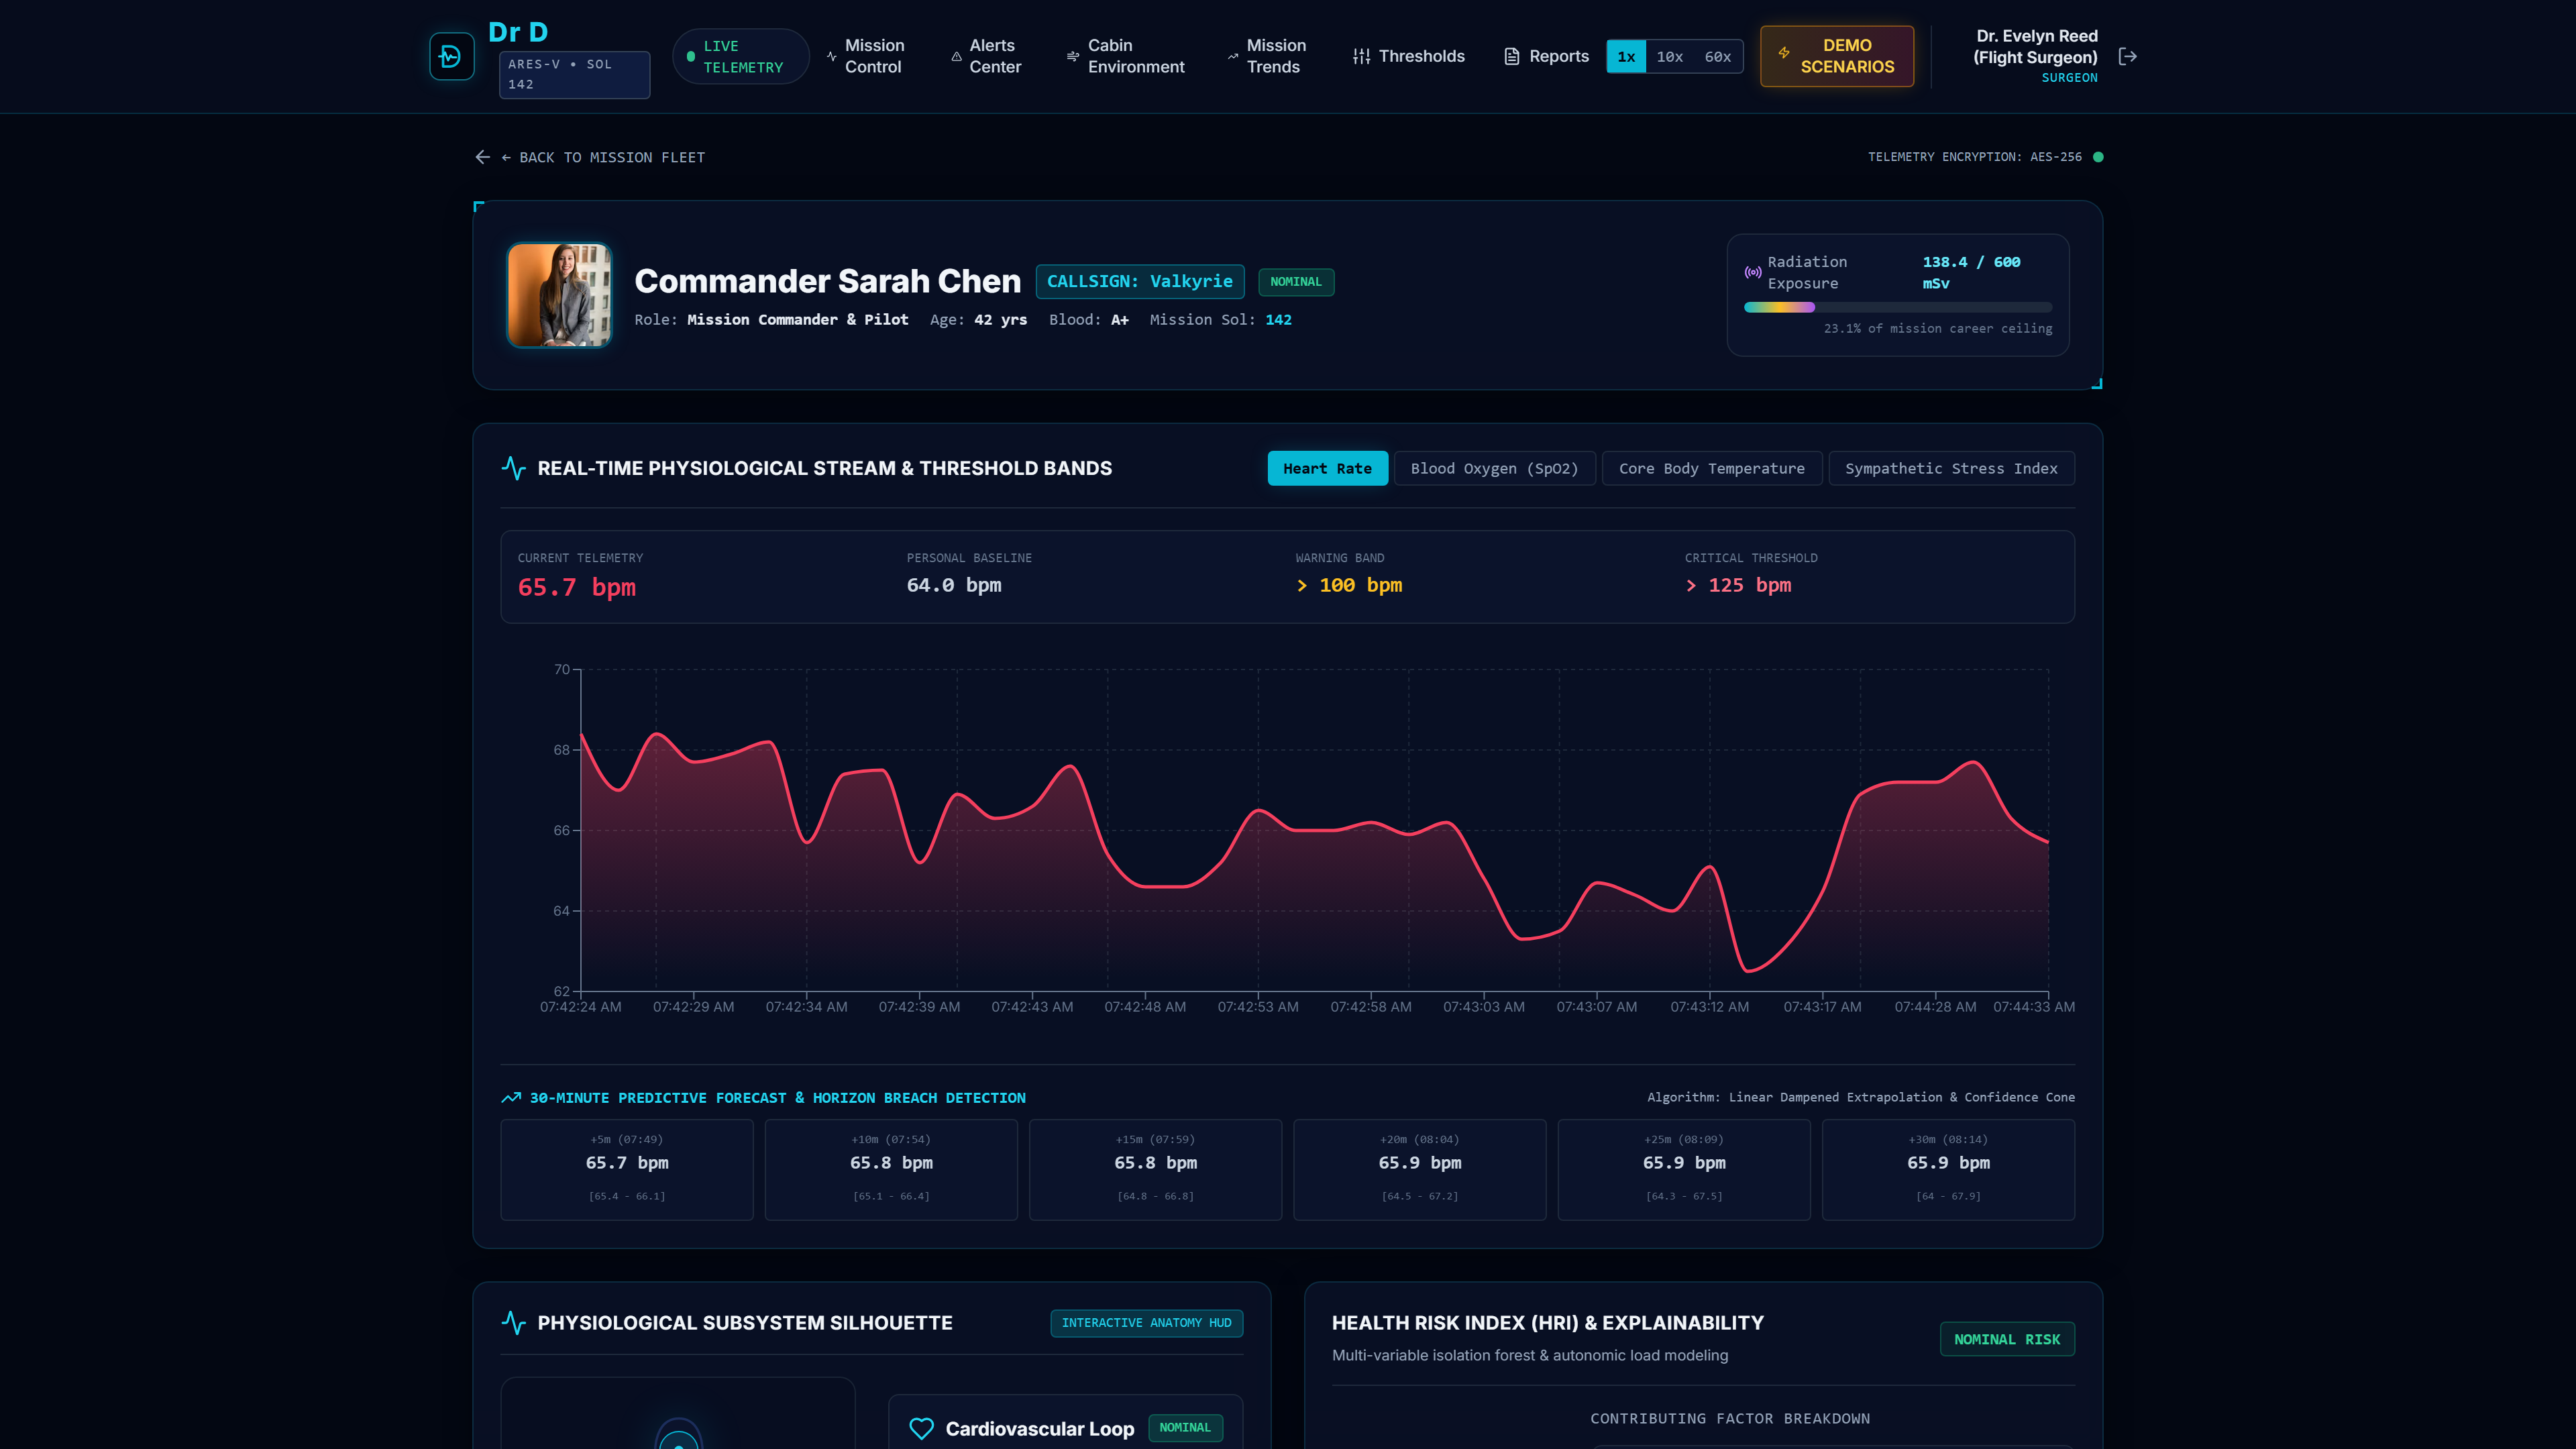 Dr D
ARES-V • SOL
142
LIVE
TELEMETRY
Mission
Control
Alerts
Center
Cabin
Environment
Mission
Trends
Thresholds
Reports
1x 10x 60x
DEMO
SCENARIOS
Dr. Evelyn Reed
(Flight Surgeon)
SURGEON
← BACK TO MISSION FLEET
TELEMETRY ENCRYPTION: AES-256
Commander Sarah Chen
CALLSIGN: Valkyrie
NOMINAL
Role: Mission Commander & Pilot Age: 42 yrs Blood: A+ Mission Sol: 142
Radiation
Exposure
138.4 / 600
mSv
23.1% of mission career ceiling
REAL-TIME PHYSIOLOGICAL STREAM & THRESHOLD BANDS
Heart Rate
Blood Oxygen (SpO2)
Core Body Temperature
Sympathetic Stress Index
CURRENT TELEMETRY
65.7 bpm
PERSONAL BASELINE
64.0 bpm
WARNING BAND
> 100 bpm
CRITICAL THRESHOLD
> 125 bpm
70
68
66
64
62
07:42:24 AM 07:42:29 AM 07:42:34 AM 07:42:39 AM 07:42:43 AM 07:42:48 AM 07:42:53 AM 07:42:58 AM 07:43:03 AM 07:43:07 AM 07:43:12 AM 07:43:17 AM 07:44:28 AM 07:44:33 AM
30-MINUTE PREDICTIVE FORECAST & HORIZON BREACH DETECTION
Algorithm: Linear Dampened Extrapolation & Confidence Cone
+5m (07:49)
65.7 bpm
[65.4 - 66.1]
+10m (07:54)
65.8 bpm
[65.1 - 66.4]
+15m (07:59)
65.8 bpm
[64.8 - 66.8]
+20m (08:04)
65.9 bpm
[64.5 - 67.2]
+25m (08:09)
65.9 bpm
[64.3 - 67.5]
+30m (08:14)
65.9 bpm
[64 - 67.9]
PHYSIOLOGICAL SUBSYSTEM SILHOUETTE
INTERACTIVE ANATOMY HUD
Cardiovascular Loop
NOMINAL
HEALTH RISK INDEX (HRI) & EXPLAINABILITY
Multi-variable isolation forest & autonomic load modeling
NOMINAL RISK
CONTRIBUTING FACTOR BREAKDOWN